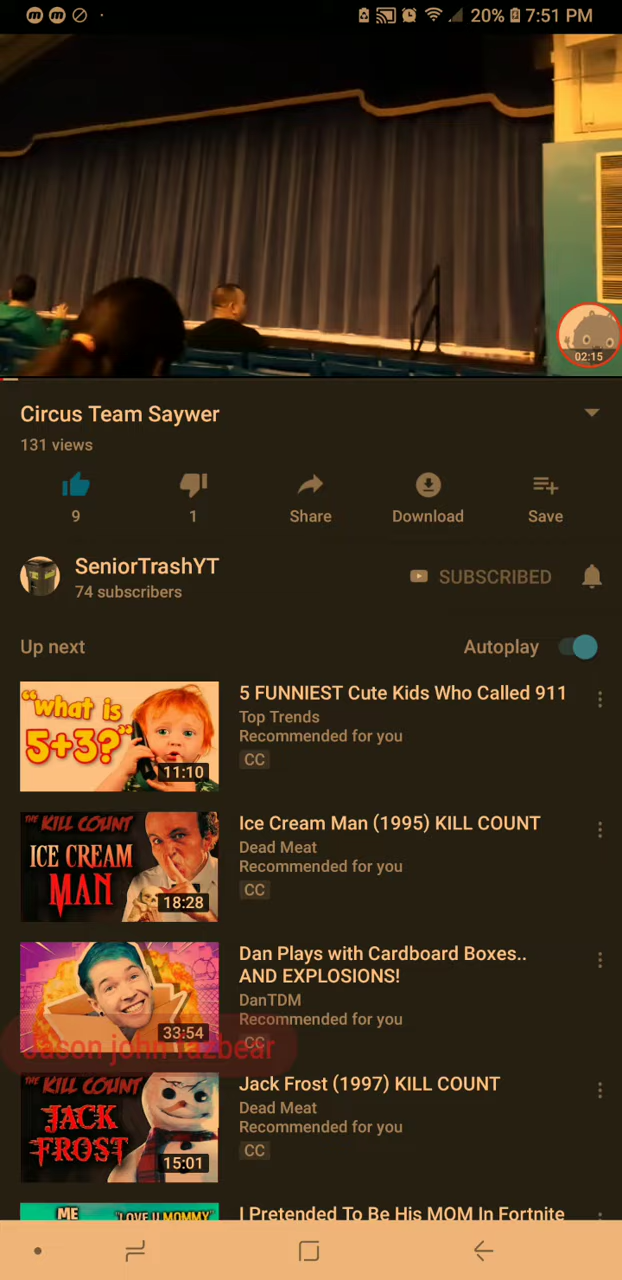 20% 7:51 PM
02:15
Circus Team Saywer
131 views
9
1
Share
Download
Save
SeniorTrashYT
74 subscribers
SUBSCRIBED
Up next
Autoplay
"what is
5+3?"
11:10
5 FUNNIEST Cute Kids Who Called 911
Top Trends
Recommended for you
CC
THE KILL COUNT
ICE CREAM
MAN
18:28
Ice Cream Man (1995) KILL COUNT
Dead Meat
Recommended for you
CC
33:54
Dan Plays with Cardboard Boxes..
AND EXPLOSIONS!
DanTDM
Recommended for you
CC
Jason john fazbear
THE KILL COUNT
JACK
FROST
15:01
Jack Frost (1997) KILL COUNT
Dead Meat
Recommended for you
CC
ME
"LOVE U MOMMY"
I Pretended To Be His MOM In Fortnite